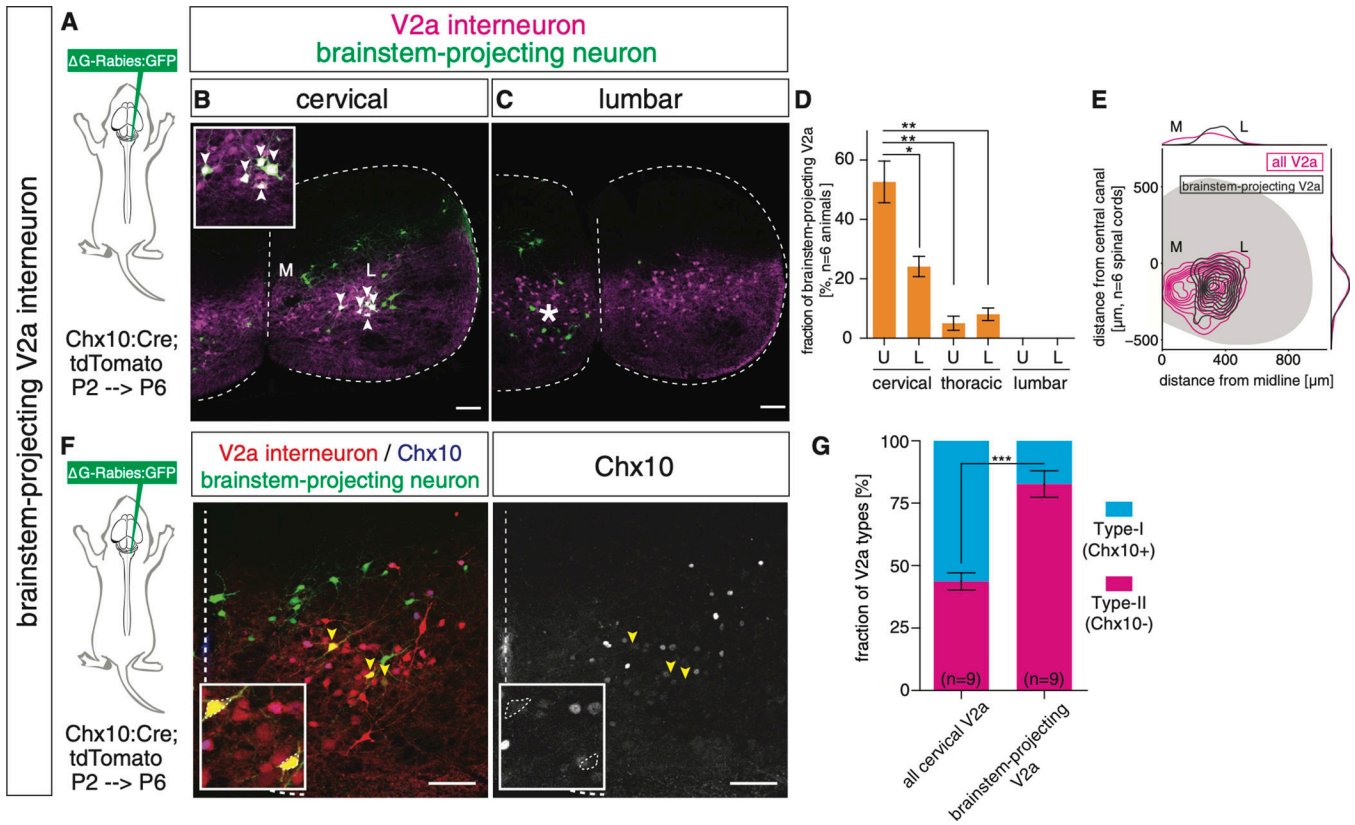 brainstem-projecting V2a interneuron
A
ΔG-Rabies:GFP
Chx10:Cre;
tdTomato
P2 --> P6
V2a interneuron
brainstem-projecting neuron
B
cervical
M
L
C
lumbar
*
D
fraction of brainstem-projecting V2a
[%, n=6 animals]
60
40
20
0
**
**
*
U L U L U L
cervical thoracic lumbar
E
M L
all V2a
brainstem-projecting V2a
M L
distance from central canal
[µm, n=6 spinal cords]
500
0
−500
0 400 800
distance from midline [µm]
F
ΔG-Rabies:GFP
Chx10:Cre;
tdTomato
P2 --> P6
V2a interneuron / Chx10
brainstem-projecting neuron
Chx10
G
fraction of V2a types [%]
100
75
50
25
0
***
(n=9) (n=9)
all cervical V2a
brainstem-projecting
V2a
Type-I
(Chx10+)
Type-II
(Chx10-)